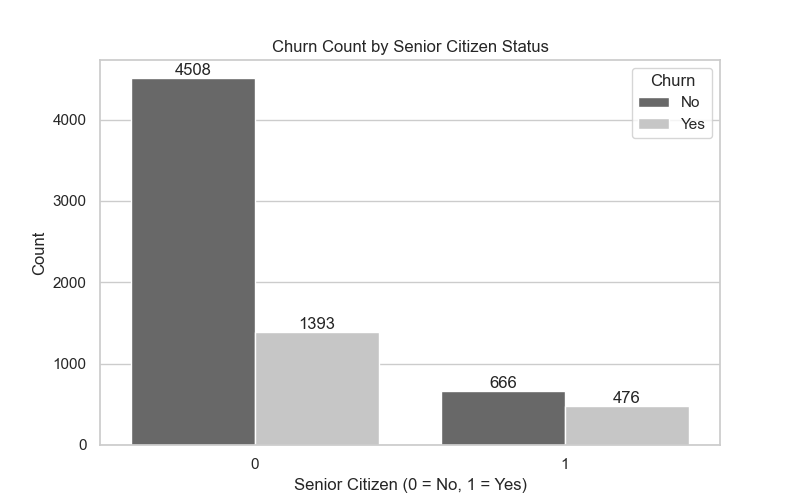 Churn Count by Senior Citizen Status
4508
1393
666
476
Churn
No
Yes
4000
3000
2000
1000
0
Count
0
1
Senior Citizen (0 = No, 1 = Yes)